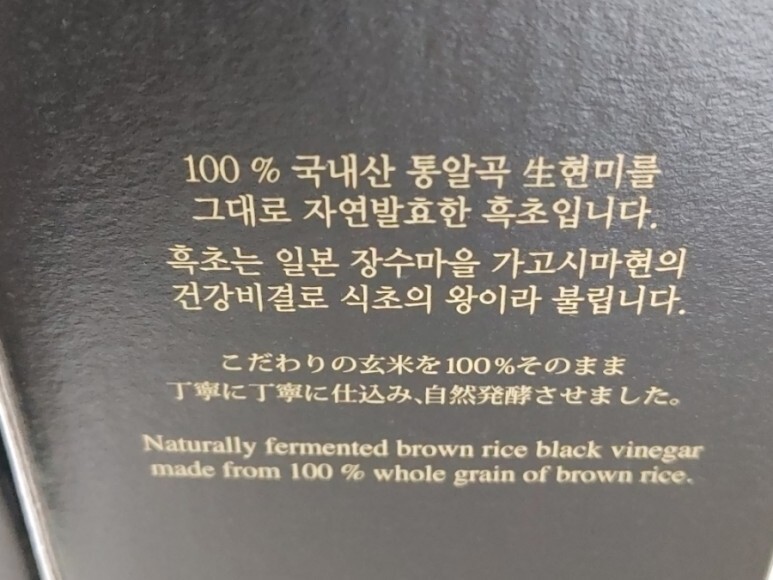 100 % 국내산 통알곡 生현미를
그대로 자연발효한 흑초입니다.
흑초는 일본 장수마을 가고시마현의
건강비결로 식초의 왕이라 불립니다.
こだわりの玄米を100%そのまま
丁寧に丁寧に仕込み、自然発酵させました。
Naturally fermented brown rice black vinegar
made from 100 % whole grain of brown rice.